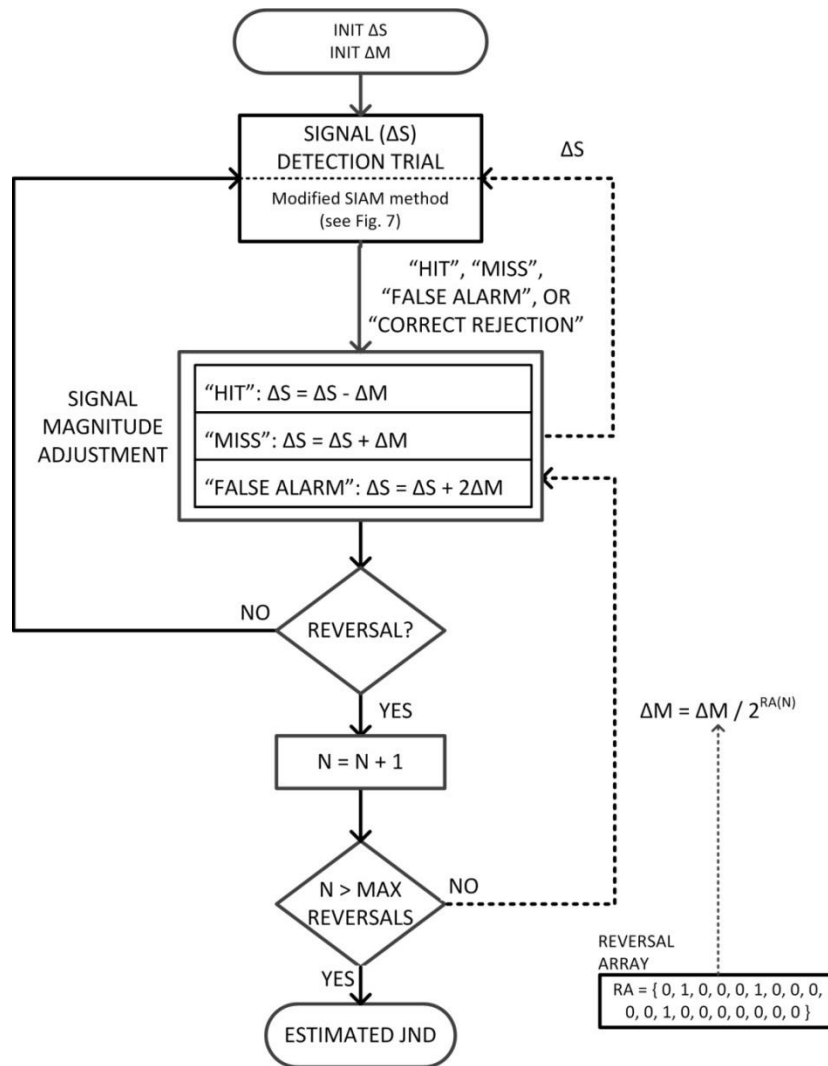 INIT ΔS
INIT ΔM
SIGNAL (ΔS)
DETECTION TRIAL
Modified SIAM method
(see Fig. 7)
ΔS
“HIT”, “MISS”,
“FALSE ALARM”, OR
“CORRECT REJECTION”
SIGNAL
MAGNITUDE
ADJUSTMENT
“HIT”: ΔS = ΔS - ΔM
“MISS”: ΔS = ΔS + ΔM
“FALSE ALARM”: ΔS = ΔS + 2ΔM
NO
REVERSAL?
YES
ΔM = ΔM / 2^RA(N)
N = N + 1
N > MAX
REVERSALS
NO
YES
REVERSAL
ARRAY
RA = { 0, 1, 0, 0, 0, 1, 0, 0, 0,
0, 0, 1, 0, 0, 0, 0, 0, 0, 0 }
ESTIMATED JND